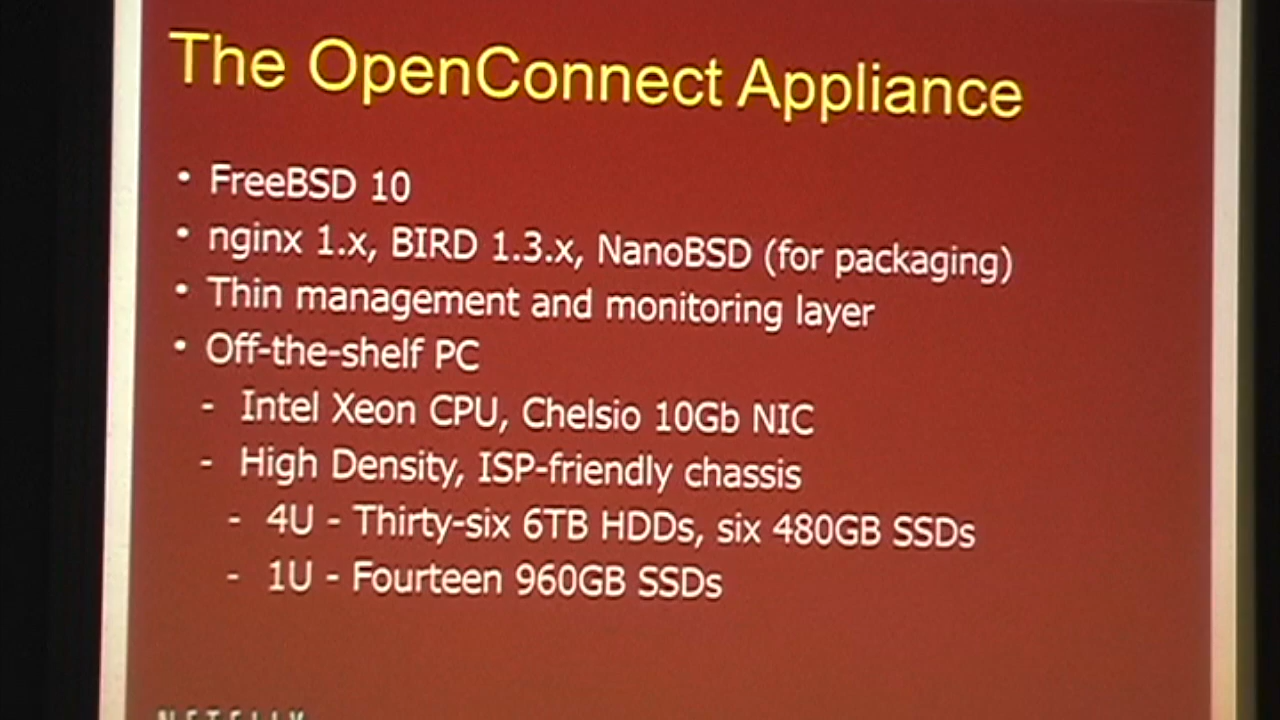 The OpenConnect Appliance
• FreeBSD 10
• nginx 1.x, BIRD 1.3.x, NanoBSD (for packaging)
• Thin management and monitoring layer
• Off-the-shelf PC
- Intel Xeon CPU, Chelsio 10Gb NIC
- High Density, ISP-friendly chassis
- 4U - Thirty-six 6TB HDDs, six 480GB SSDs
- 1U - Fourteen 960GB SSDs
NETFLIX